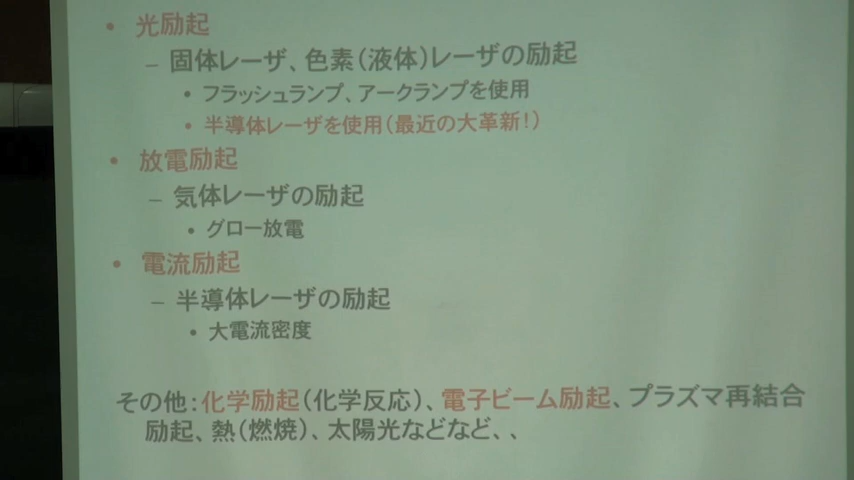 • 光励起
– 固体レーザ、色素（液体）レーザの励起
• フラッシュランプ、アークランプを使用
• 半導体レーザを使用（最近の大革新！）
• 放電励起
– 気体レーザの励起
• グロー放電
• 電流励起
– 半導体レーザの励起
• 大電流密度
その他：化学励起（化学反応）、電子ビーム励起、プラズマ再結合
励起、熱（燃焼）、太陽光などなど、、